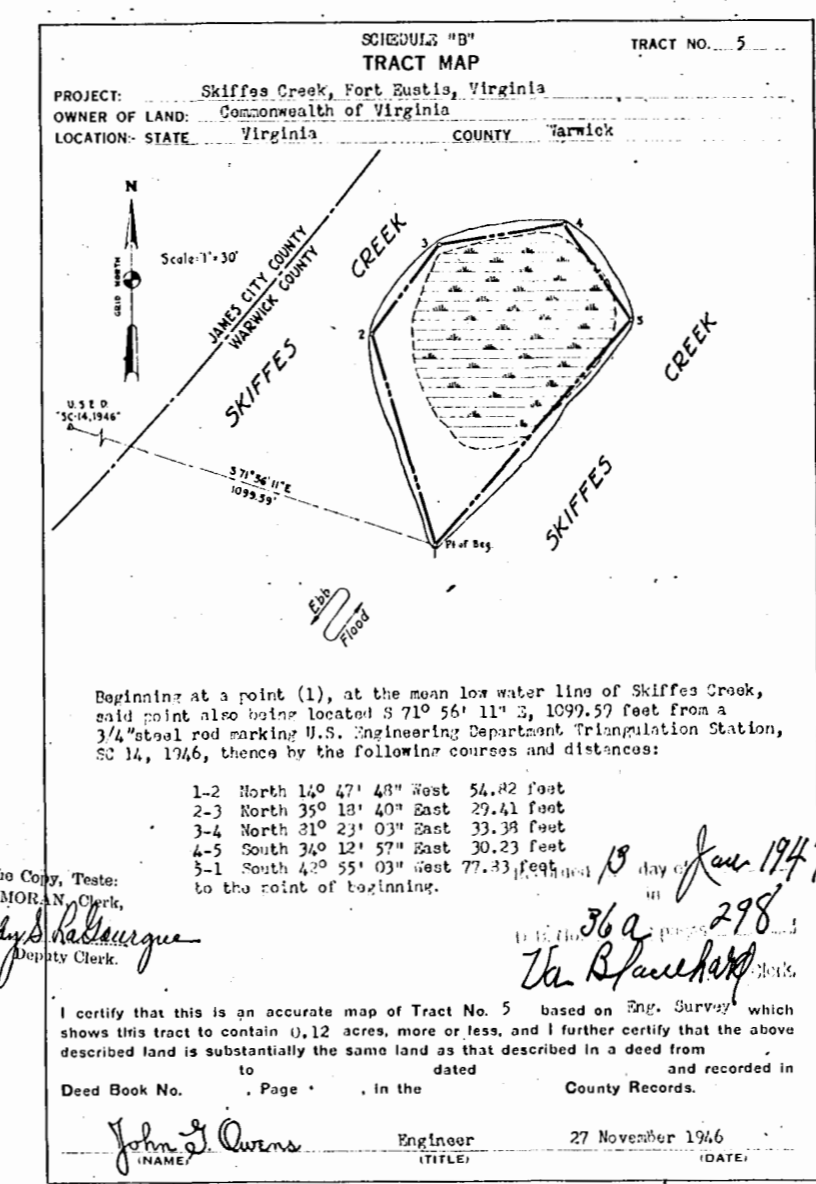 SCHEDULE "B"
TRACT MAP
TRACT NO. 5
PROJECT: Skiffes Creek, Fort Eustis, Virginia
OWNER OF LAND: Commonwealth of Virginia
LOCATION:- STATE Virginia COUNTY Warwick
N
GRID NORTH
Scale: 1"=30'
JAMES CITY COUNTY
WARWICK COUNTY
SKIFFES CREEK
3
4
2
5
SKIFFES CREEK
U.S.E.D.
"SC-14, 1946"
S 71° 56' 11" E
1099.59'
Pt of Beg.
1
Ebb
Flood
Beginning at a point (1), at the mean low water line of Skiffes Creek,
said point also being located S 71° 56' 11" E, 1099.59 feet from a
3/4"steel rod marking U.S. Engineering Department Triangulation Station,
SC 14, 1946, thence by the following courses and distances:
1-2 North 14° 47' 48" West 54.82 feet
2-3 North 35° 18' 40" East 29.41 feet
3-4 North 81° 23' 03" East 33.38 feet
4-5 South 34° 12' 57" East 30.23 feet
5-1 South 42° 55' 03" West 77.83 feet
to the point of beginning.
13 day of Jan 1947
in
36a page 298
Clerk.
Copy, Teste:
MORAN, Clerk,
Deputy Clerk.
I certify that this is an accurate map of Tract No. 5 based on Eng. Survey which
shows this tract to contain 0.12 acres, more or less, and I further certify that the above
described land is substantially the same land as that described in a deed from
to dated and recorded in
Deed Book No. , Page , in the County Records.
John G. Owens Engineer 27 November 1946
(NAME) (TITLE) (DATE)